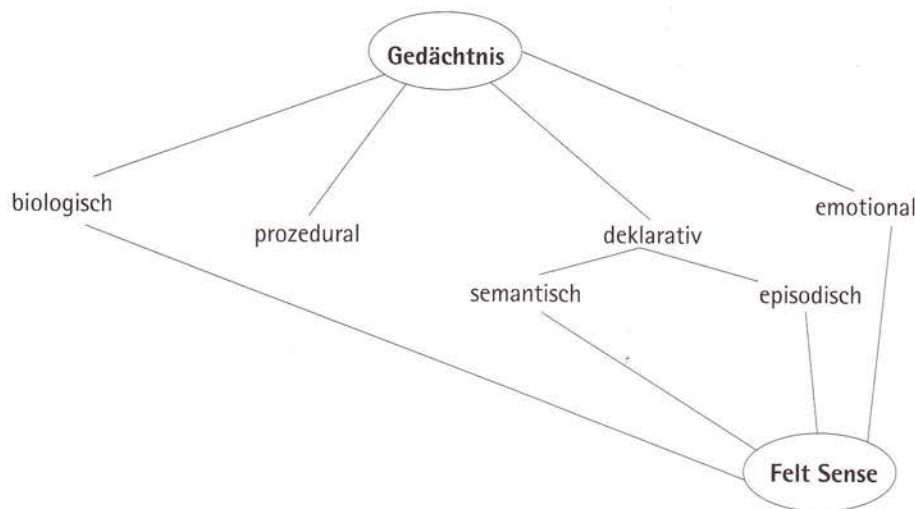 Gedächtnis
biologisch
emotional
prozedural
deklarativ
semantisch
episodisch
Felt Sense